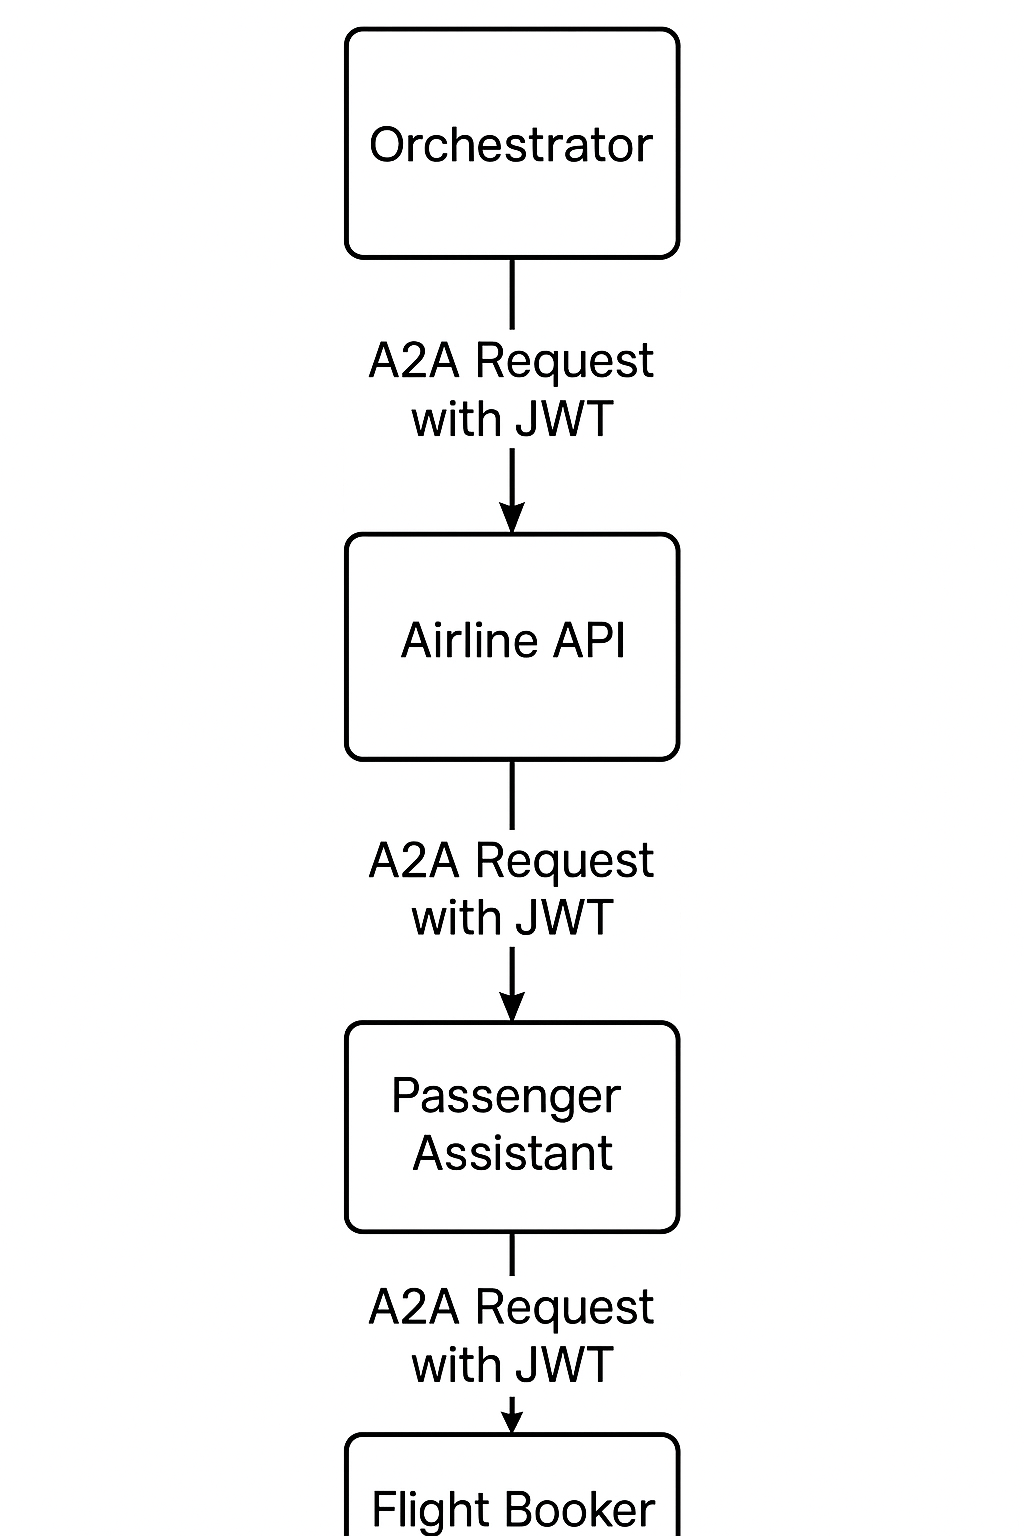 Orchestrator
A2A Request
with JWT
Airline API
A2A Request
with JWT
Passenger
Assistant
A2A Request
with JWT
Flight Booker